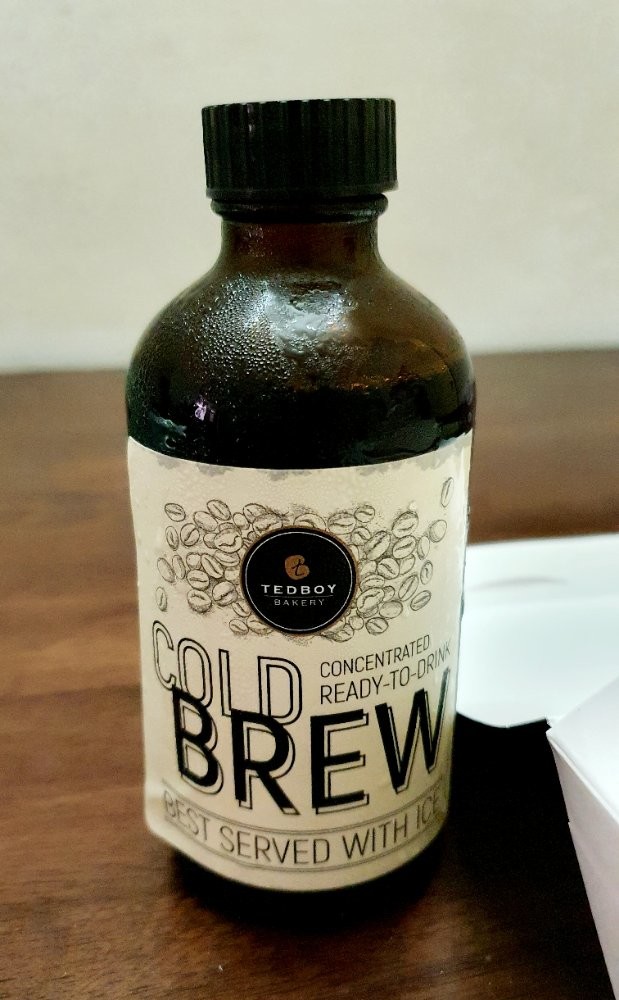 TEDBOY
BAKERY
COLD
CONCENTRATED
READY-TO-DRINK
BREW
BEST SERVED WITH ICE